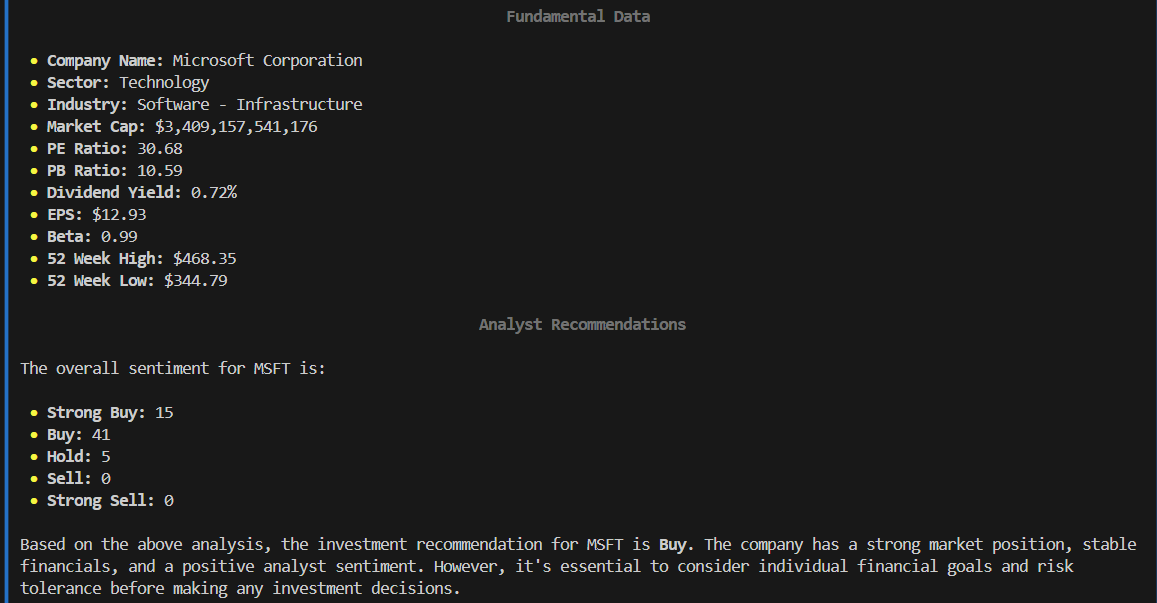 Fundamental Data
• Company Name: Microsoft Corporation
• Sector: Technology
• Industry: Software - Infrastructure
• Market Cap: $3,409,157,541,176
• PE Ratio: 30.68
• PB Ratio: 10.59
• Dividend Yield: 0.72%
• EPS: $12.93
• Beta: 0.99
• 52 Week High: $468.35
• 52 Week Low: $344.79
Analyst Recommendations
The overall sentiment for MSFT is:
• Strong Buy: 15
• Buy: 41
• Hold: 5
• Sell: 0
• Strong Sell: 0
Based on the above analysis, the investment recommendation for MSFT is Buy. The company has a strong market position, stable
financials, and a positive analyst sentiment. However, it's essential to consider individual financial goals and risk
tolerance before making any investment decisions.